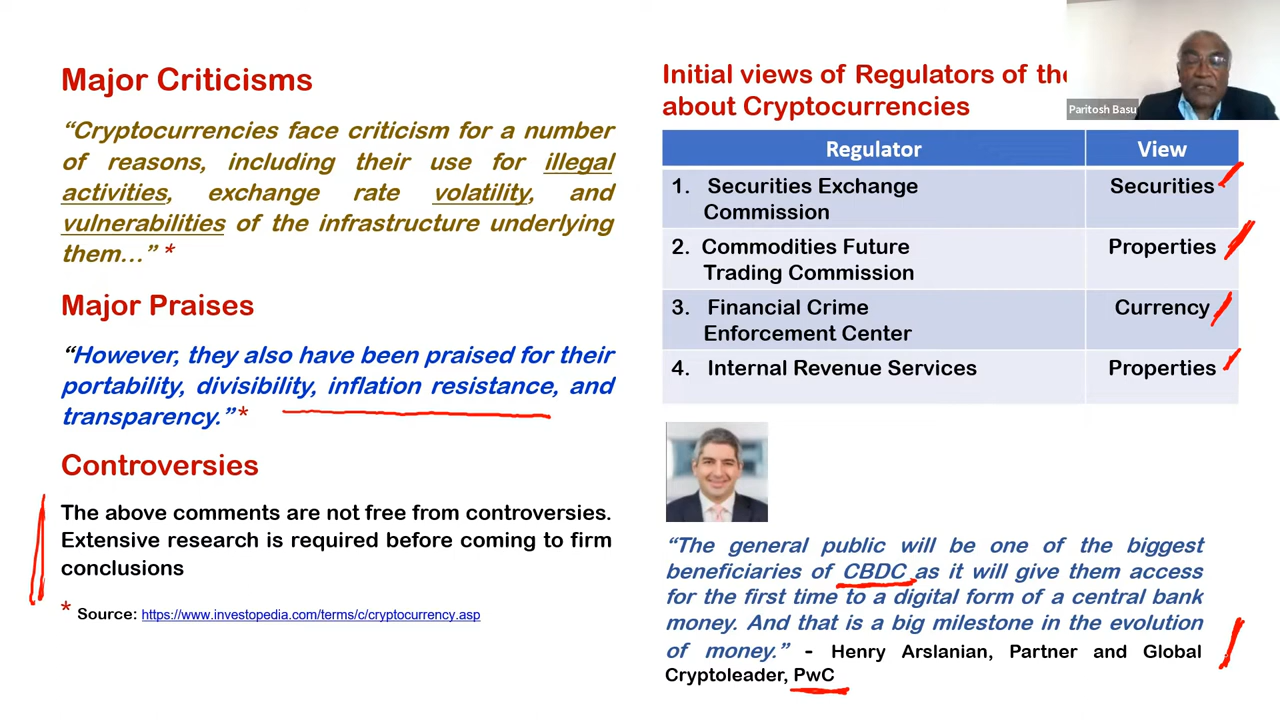 Major Criticisms
“Cryptocurrencies face criticism for a number
of reasons, including their use for illegal
activities, exchange rate volatility, and
vulnerabilities of the infrastructure underlying
them...” *
Major Praises
“However, they also have been praised for their
portability, divisibility, inflation resistance, and
transparency.”*
Controversies
The above comments are not free from controversies.
Extensive research is required before coming to firm
conclusions
* Source: https://www.investopedia.com/terms/c/cryptocurrency.asp
Initial views of Regulators of the
about Cryptocurrencies
Regulator View
1. Securities Exchange Securities
Commission
2. Commodities Future Properties
Trading Commission
3. Financial Crime Currency
Enforcement Center
4. Internal Revenue Services Properties
“The general public will be one of the biggest
beneficiaries of CBDC as it will give them access
for the first time to a digital form of a central bank
money. And that is a big milestone in the evolution
of money.” - Henry Arslanian, Partner and Global
Cryptoleader, PwC
Paritosh Basu